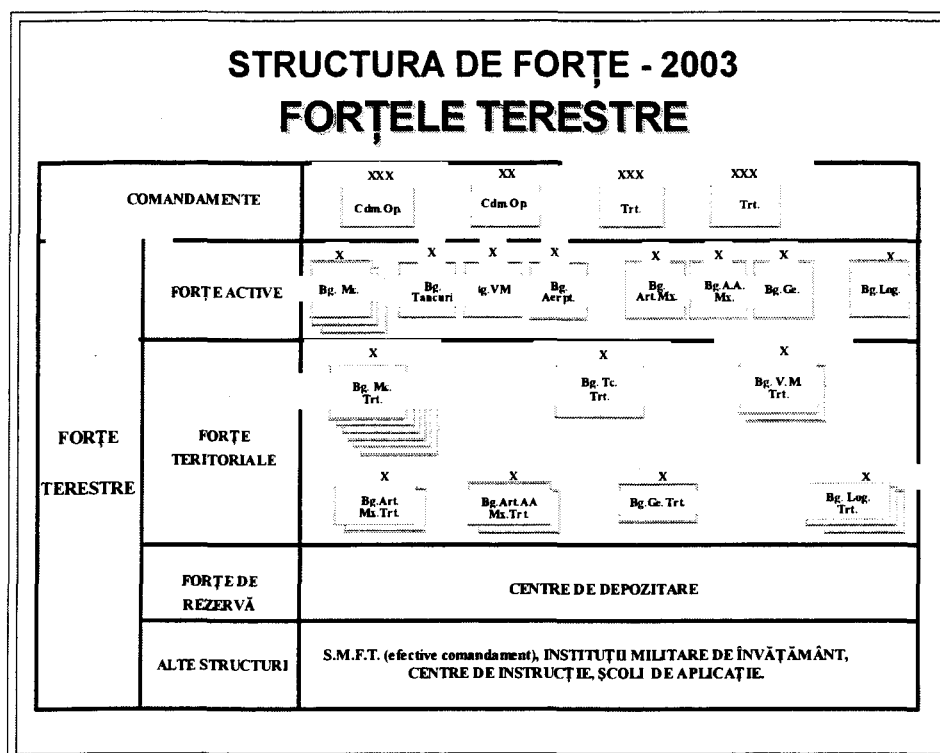 STRUCTURA DE FORȚE - 2003
FORȚELE TERESTRE
COMANDAMENTE
XXX
Cdm. Op.
XX
Cdm. Op.
XXX
Trt.
XXX
Trt.
FORȚE
TERESTRE
FORȚE ACTIVE
X
Bg. Mc.
X
Bg.
Tancuri
X
ig. VM
X
Bg.
Aerpt.
X
Bg.
Art. Mx.
X
Bg. A.A.
Mx.
X
Bg. Ge.
X
Bg. Log.
FORȚE
TERITORIALE
X
Bg. Mc.
Trt.
X
Bg. Tc.
Trt.
X
Bg. V.M.
Trt.
X
Bg. Art.
Mx. Trt.
X
Bg. Art. AA
Mx. Trt.
X
Bg. Ge. Trt.
X
Bg. Log.
Trt.
FORȚE DE
REZERVĂ
CENTRE DE DEPOZITARE
ALTE STRUCTURI
S.M.F.T. (efective comandament), INSTITUȚII MILITARE DE ÎNVĂȚĂMÂNT,
CENTRE DE INSTRUCȚIE, ȘCOLI DE APLICAȚIE.